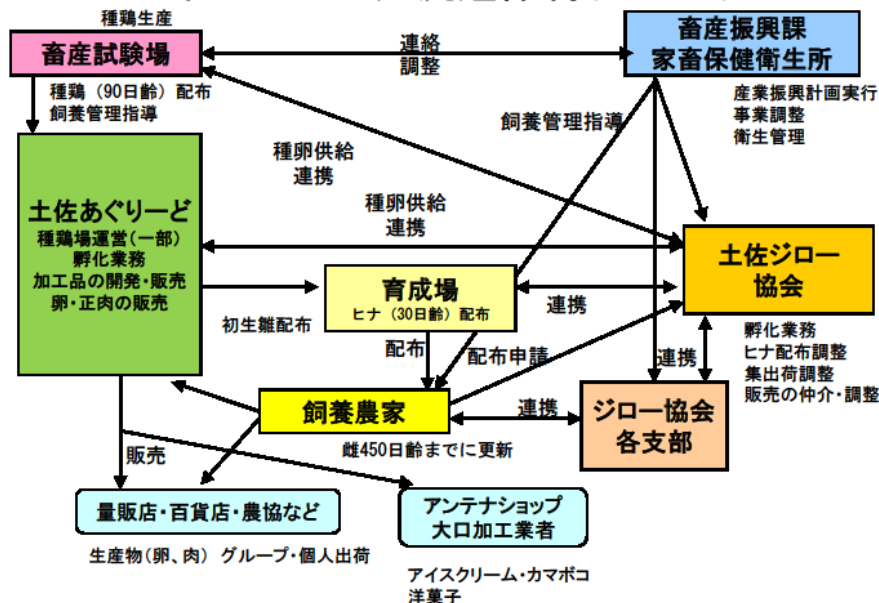 種鶏生産
畜産試験場
連絡
調整
畜産振興課
家畜保健衛生所
種鶏（90日齢）配布
飼養管理指導
産業振興計画実行
事業調整
衛生管理
飼養管理指導
種卵供給
連携
土佐あぐりーど
種鶏場運営(一部)
孵化業務
加工品の開発・販売
卵・正肉の販売
種卵供給
連携
土佐ジロー
協会
育成場
ヒナ（30日齢）配布
連携
初生雛配布
配布
配布申請
連携
孵化業務
ヒナ配布調整
集出荷調整
販売の仲介・調整
飼養農家
連携
ジロー協会
各支部
雌450日齢までに更新
販売
量販店・百貨店・農協など
アンテナショップ
大口加工業者
生産物(卵、肉) グループ・個人出荷
アイスクリーム・カマボコ
洋菓子